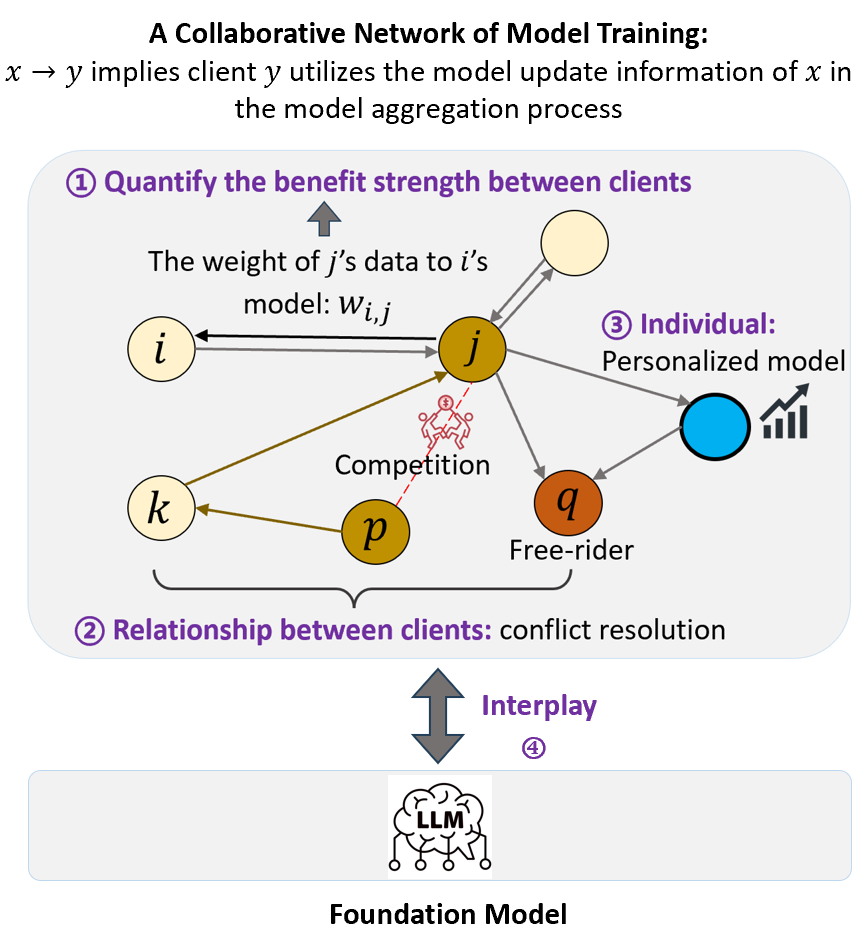 A Collaborative Network of Model Training:
x → y implies client y utilizes the model update information of x in
the model aggregation process
① Quantify the benefit strength between clients
The weight of j's data to i's
model: w_{i,j}
③ Individual:
Personalized model
i
j
Competition
k
p
q
Free-rider
② Relationship between clients: conflict resolution
Interplay
④
LLM
Foundation Model